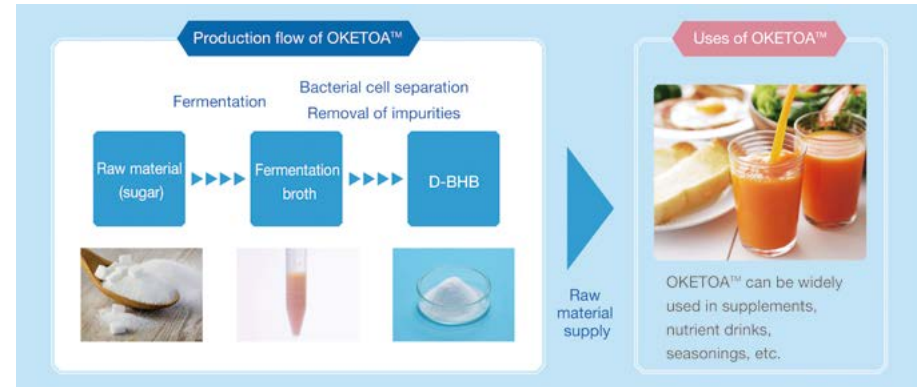 Production flow of OKETOA™
Uses of OKETOA™
Fermentation
Bacterial cell separation
Removal of impurities
Raw material
(sugar)
Fermentation
broth
D-BHB
Raw
material
supply
OKETOA™ can be widely
used in supplements,
nutrient drinks,
seasonings, etc.